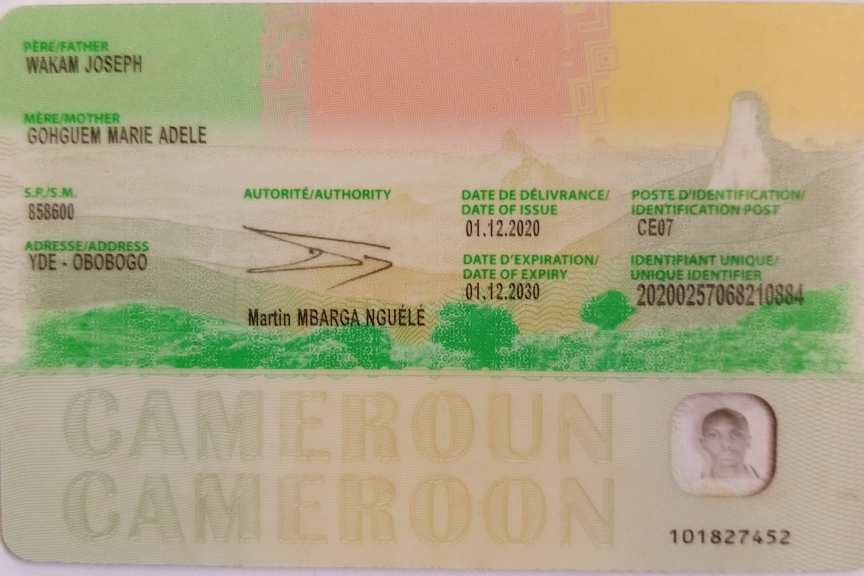 PÈRE/FATHER
WAKAM JOSEPH
MÈRE/MOTHER
GOHGUEM MARIE ADELE
S.P./S.M.
858600
ADRESSE/ADDRESS
YDE - OBOBOGO
AUTORITÉ/AUTHORITY
Martin MBARGA NGUÉLÉ
DATE DE DÉLIVRANCE/
DATE OF ISSUE
01.12.2020
DATE D'EXPIRATION/
DATE OF EXPIRY
01.12.2030
POSTE D'IDENTIFICATION/
IDENTIFICATION POST
CE07
IDENTIFIANT UNIQUE/
UNIQUE IDENTIFIER
20200257068210884
CAMEROUN
CAMEROON
101827452